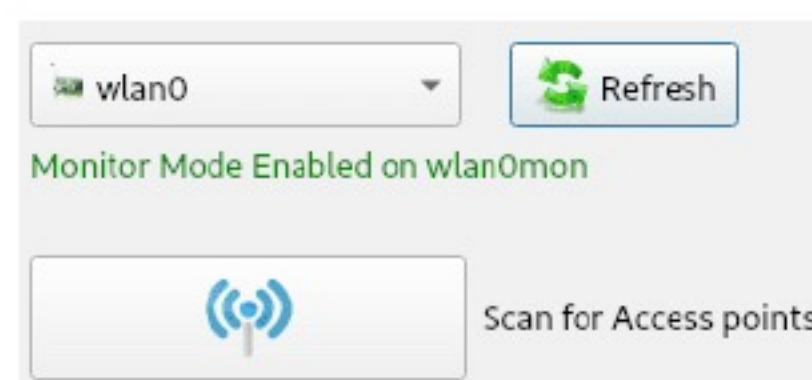 wlan0
Refresh
Monitor Mode Enabled on wlan0mon
Scan for Access points